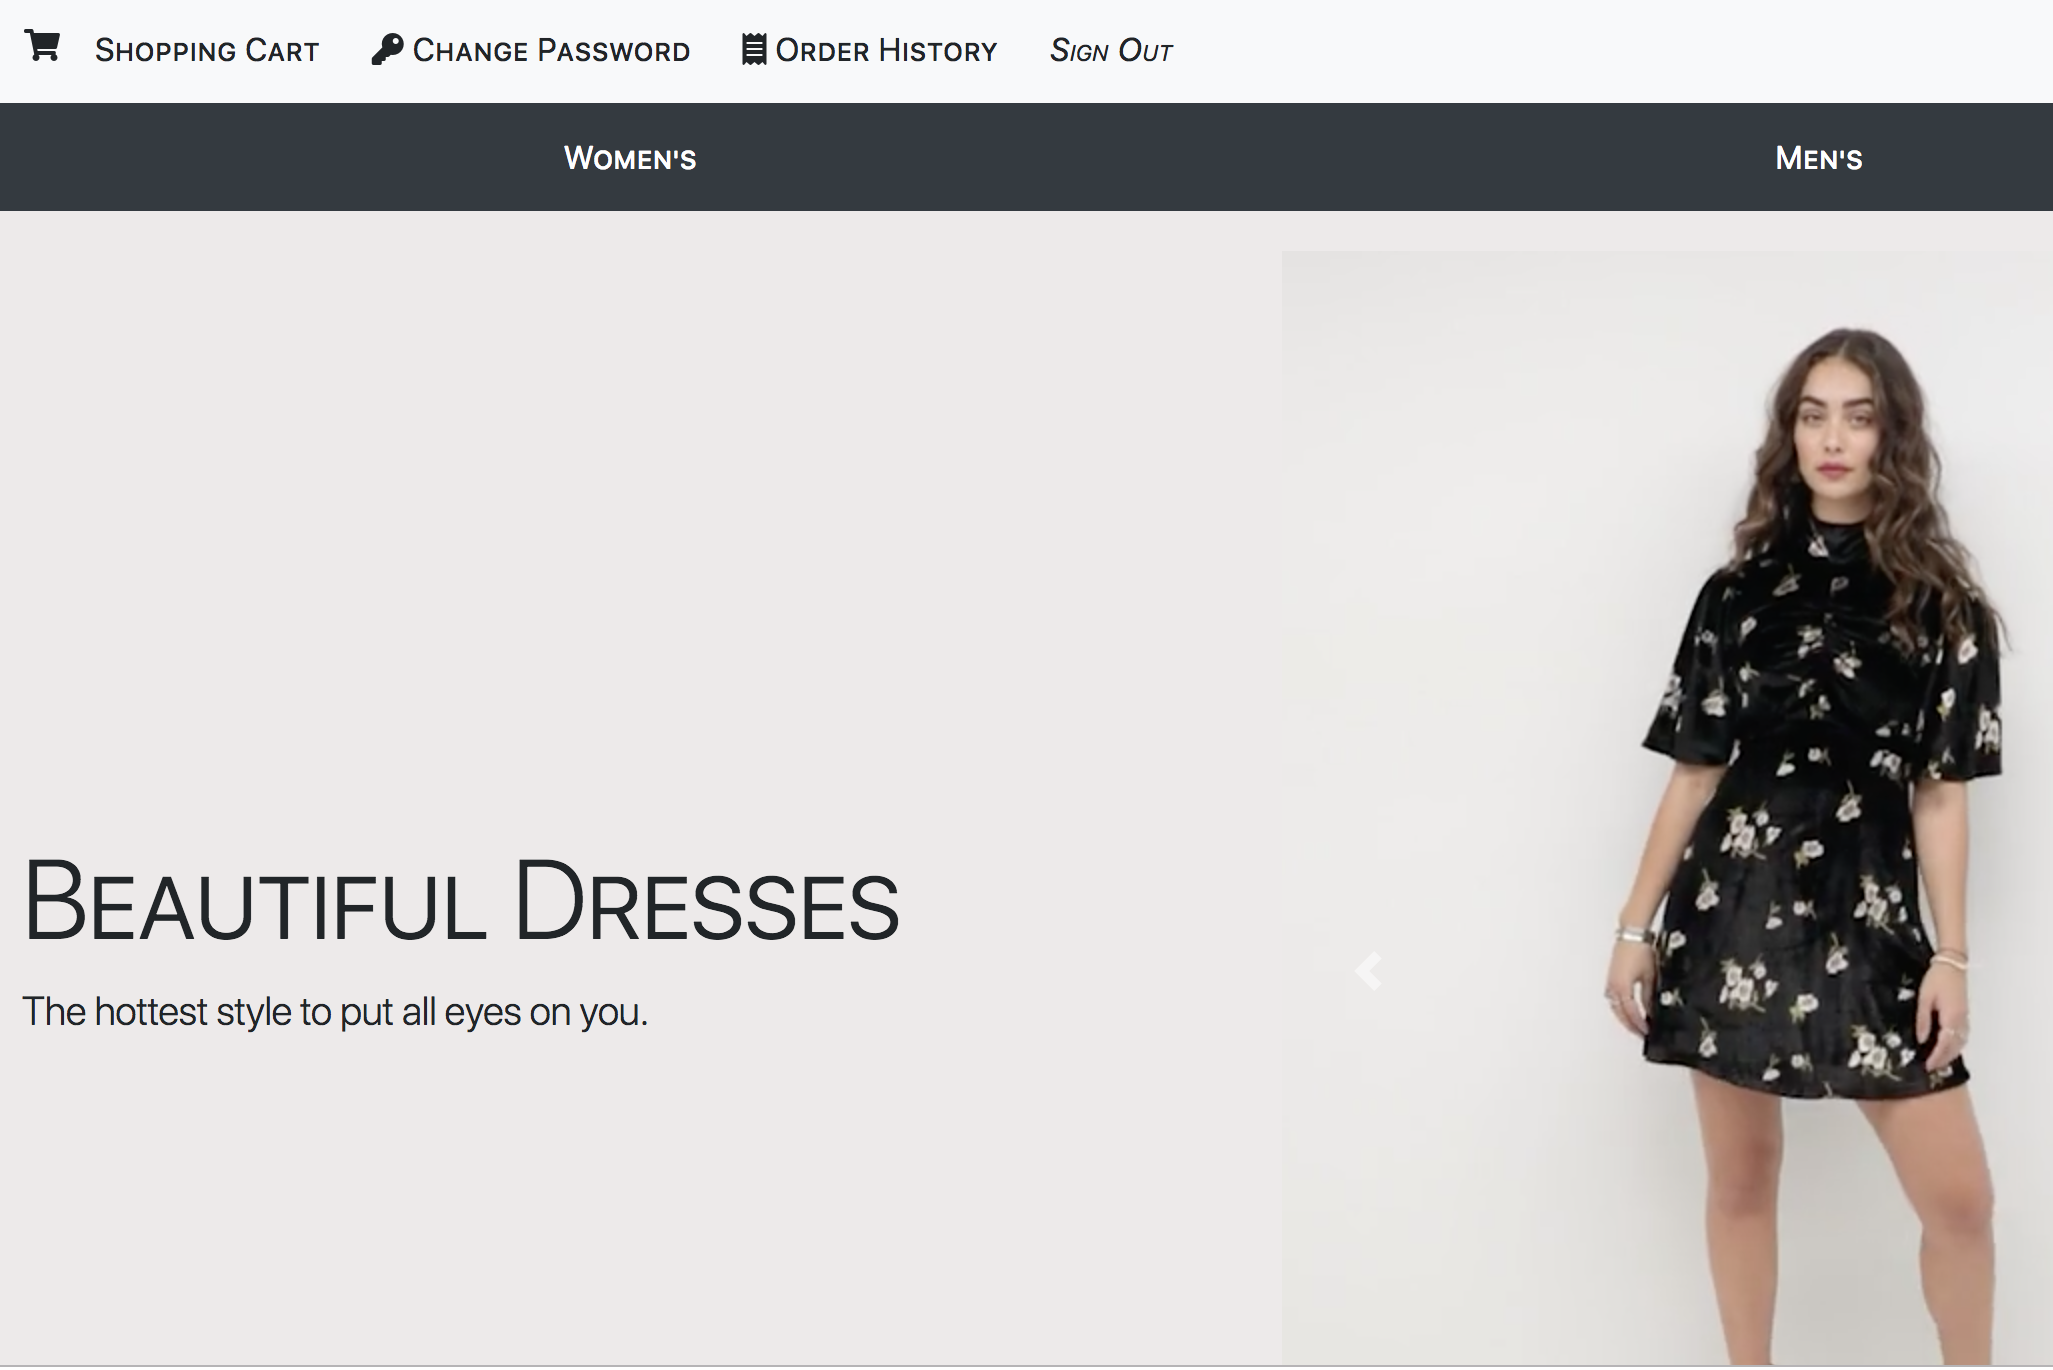 Shopping Cart Change Password Order History Sign Out
Women's Men's
Beautiful Dresses
The hottest style to put all eyes on you.